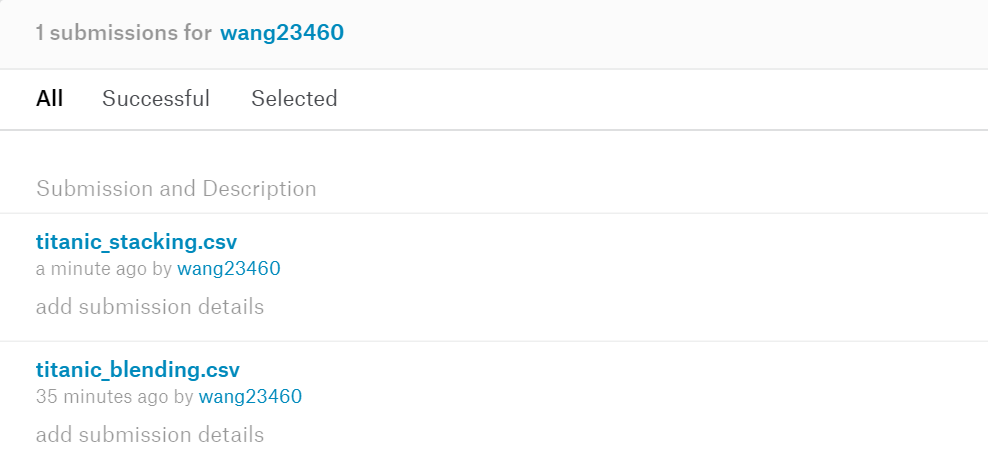 1 submissions for wang23460
All Successful Selected
Submission and Description
titanic_stacking.csv
a minute ago by wang23460
add submission details
titanic_blending.csv
35 minutes ago by wang23460
add submission details